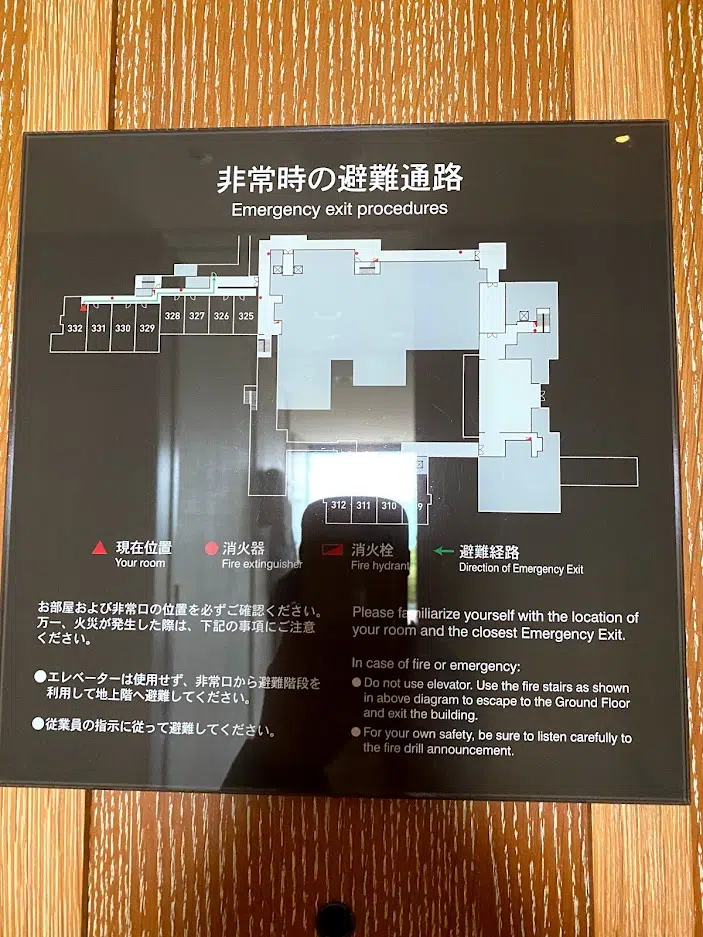 非常時の避難通路
Emergency exit procedures
332 331 330 329 328 327 326 325
312 311 310
現在位置
Your room
消火器
Fire extinguisher
消火栓
Fire hydrant
避難経路
Direction of Emergency Exit
お部屋および非常口の位置を必ずご確認ください。
万一、火災が発生した際は、下記の事項にご注意
ください。
●エレベーターは使用せず、非常口から避難階段を
利用して地上階へ避難してください。
●従業員の指示に従って避難してください。
Please familiarize yourself with the location of
your room and the closest Emergency Exit.
In case of fire or emergency:
● Do not use elevator. Use the fire stairs as shown
in above diagram to escape to the Ground Floor
and exit the building.
● For your own safety, be sure to listen carefully to
the fire drill announcement.